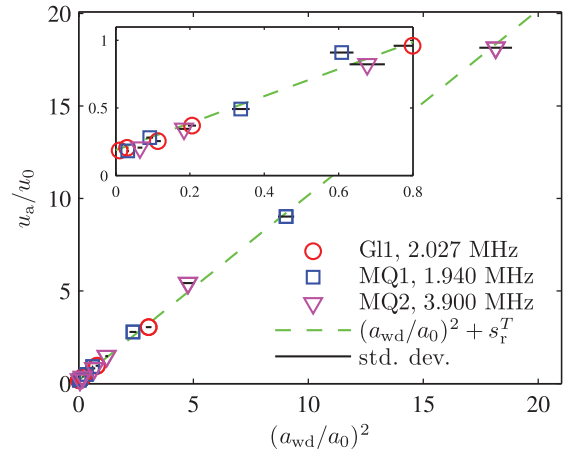 20
15
10
5
0
u_a/u_0
1
0.5
0
0 0.2 0.4 0.6 0.8
Gl1, 2.027 MHz
MQ1, 1.940 MHz
MQ2, 3.900 MHz
(a_wd/a_0)^2 + s_r^T
std. dev.
0 5 10 15 20
(a_wd/a_0)^2